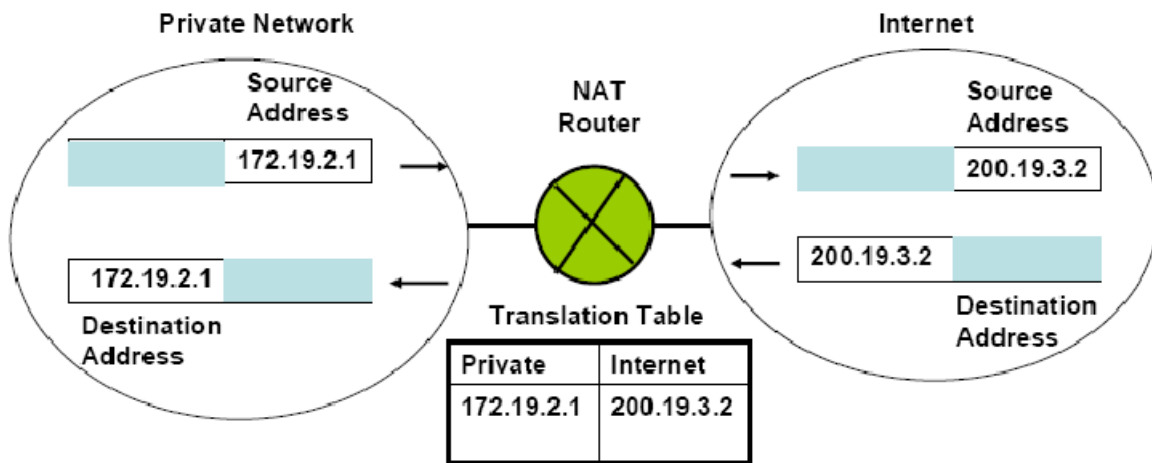 Private Network
Source
Address
172.19.2.1
172.19.2.1
Destination
Address
NAT
Router
Translation Table
Private Internet
172.19.2.1 200.19.3.2
Internet
Source
Address
200.19.3.2
200.19.3.2
Destination
Address